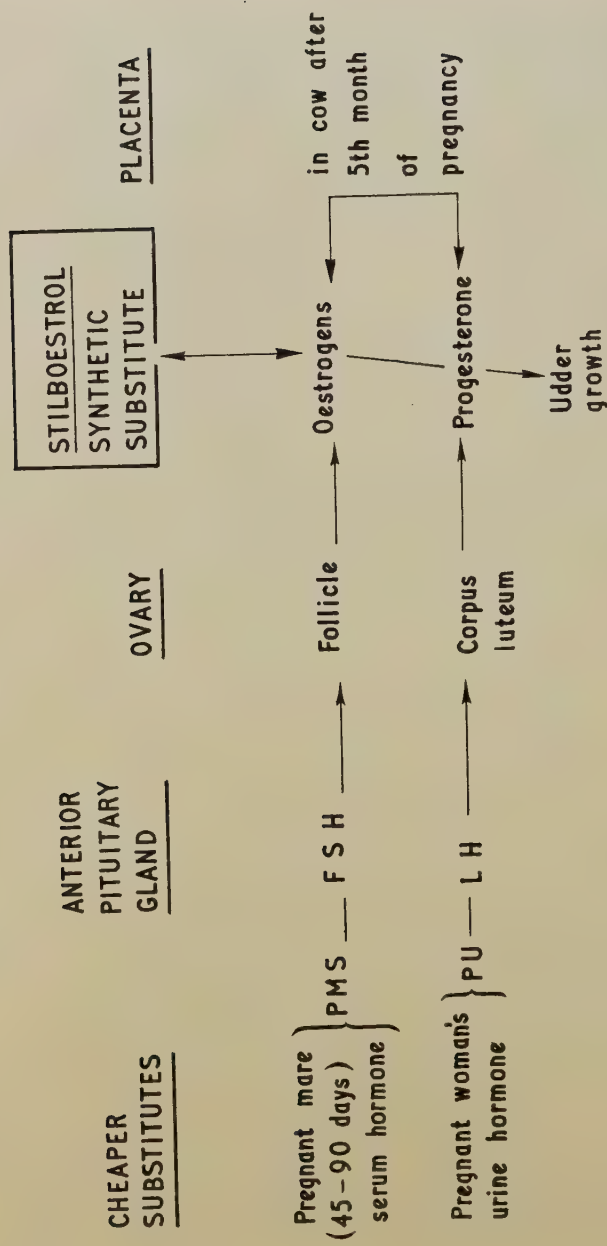 CHEAPER
SUBSTITUTES
ANTERIOR
PITUITARY
GLAND
OVARY
STILBOESTROL
SYNTHETIC
SUBSTITUTE
PLACENTA
Pregnant mare
(45-90 days)
serum hormone
PMS
F S H
Follicle
Oestrogens
in cow after
5th month
of
pregnancy
Pregnant woman's
urine hormone
PU
L H
Corpus
luteum
Progesterone
Udder
growth